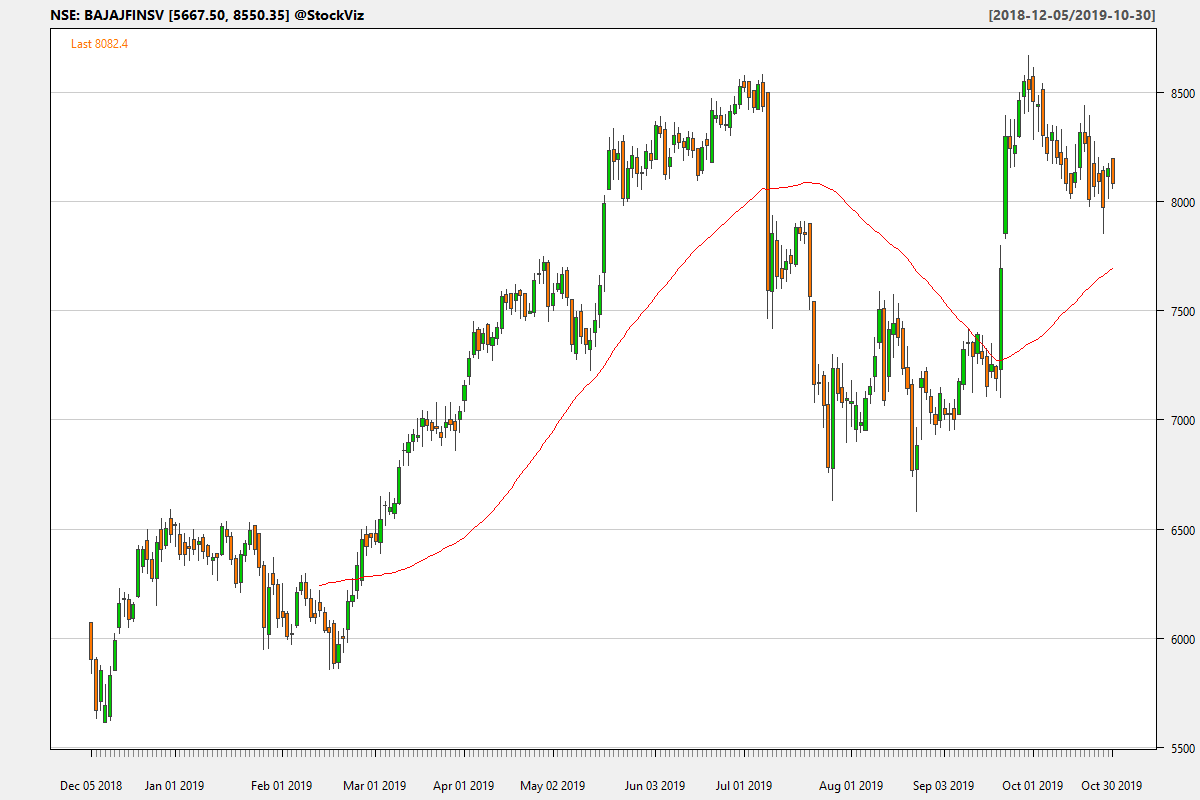 NSE: BAJAJFINSV [5667.50, 8550.35] @StockViz
[2018-12-05/2019-10-30]
Last 8082.4
8500
8000
7500
7000
6500
6000
5500
Dec 05 2018 Jan 01 2019 Feb 01 2019 Mar 01 2019 Apr 01 2019 May 02 2019 Jun 03 2019 Jul 01 2019 Aug 01 2019 Sep 03 2019 Oct 01 2019 Oct 30 2019